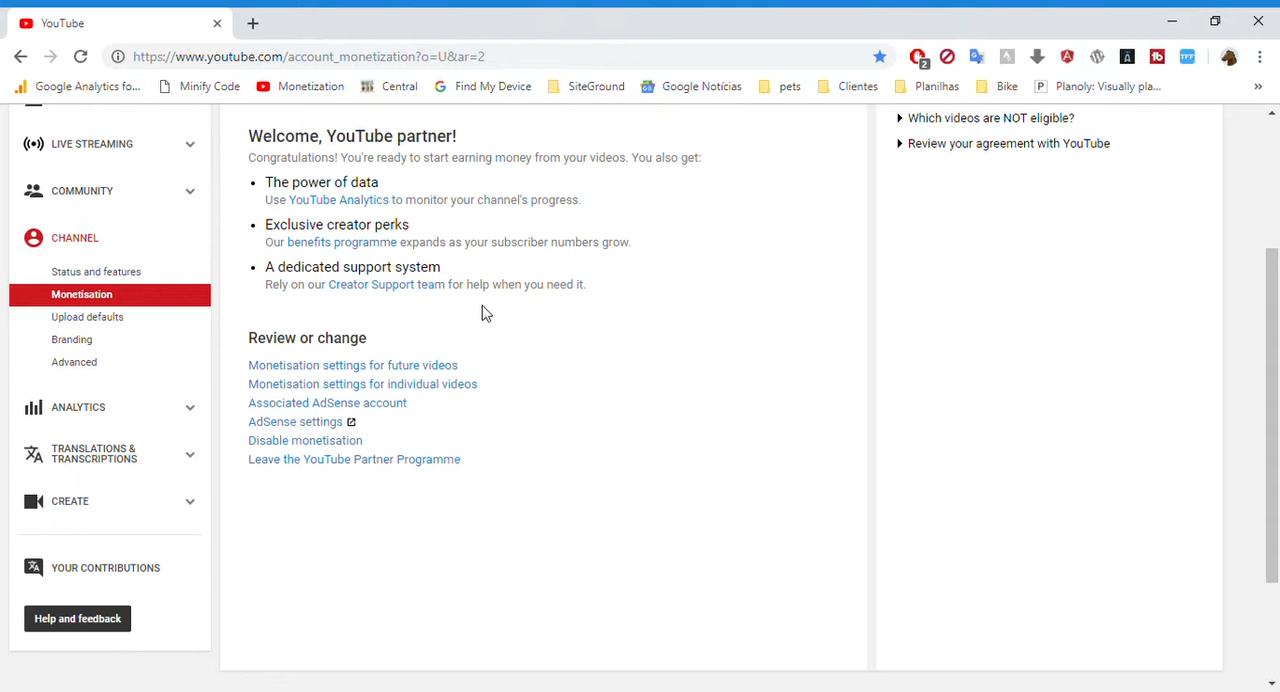 YouTube
https://www.youtube.com/account_monetization?o=U&ar=2
2
Google Analytics fo...
Minify Code
Monetization
Central
Find My Device
SiteGround
Google Notícias
pets
Clientes
Planilhas
Bike
Planoly: Visually pla...
LIVE STREAMING
COMMUNITY
CHANNEL
Status and features
Monetisation
Upload defaults
Branding
Advanced
ANALYTICS
TRANSLATIONS &
TRANSCRIPTIONS
CREATE
YOUR CONTRIBUTIONS
Help and feedback
Welcome, YouTube partner!
Congratulations! You're ready to start earning money from your videos. You also get:
The power of data
Use YouTube Analytics to monitor your channel's progress.
Exclusive creator perks
Our benefits programme expands as your subscriber numbers grow.
A dedicated support system
Rely on our Creator Support team for help when you need it.
Review or change
Monetisation settings for future videos
Monetisation settings for individual videos
Associated AdSense account
AdSense settings
Disable monetisation
Leave the YouTube Partner Programme
Which videos are NOT eligible?
Review your agreement with YouTube